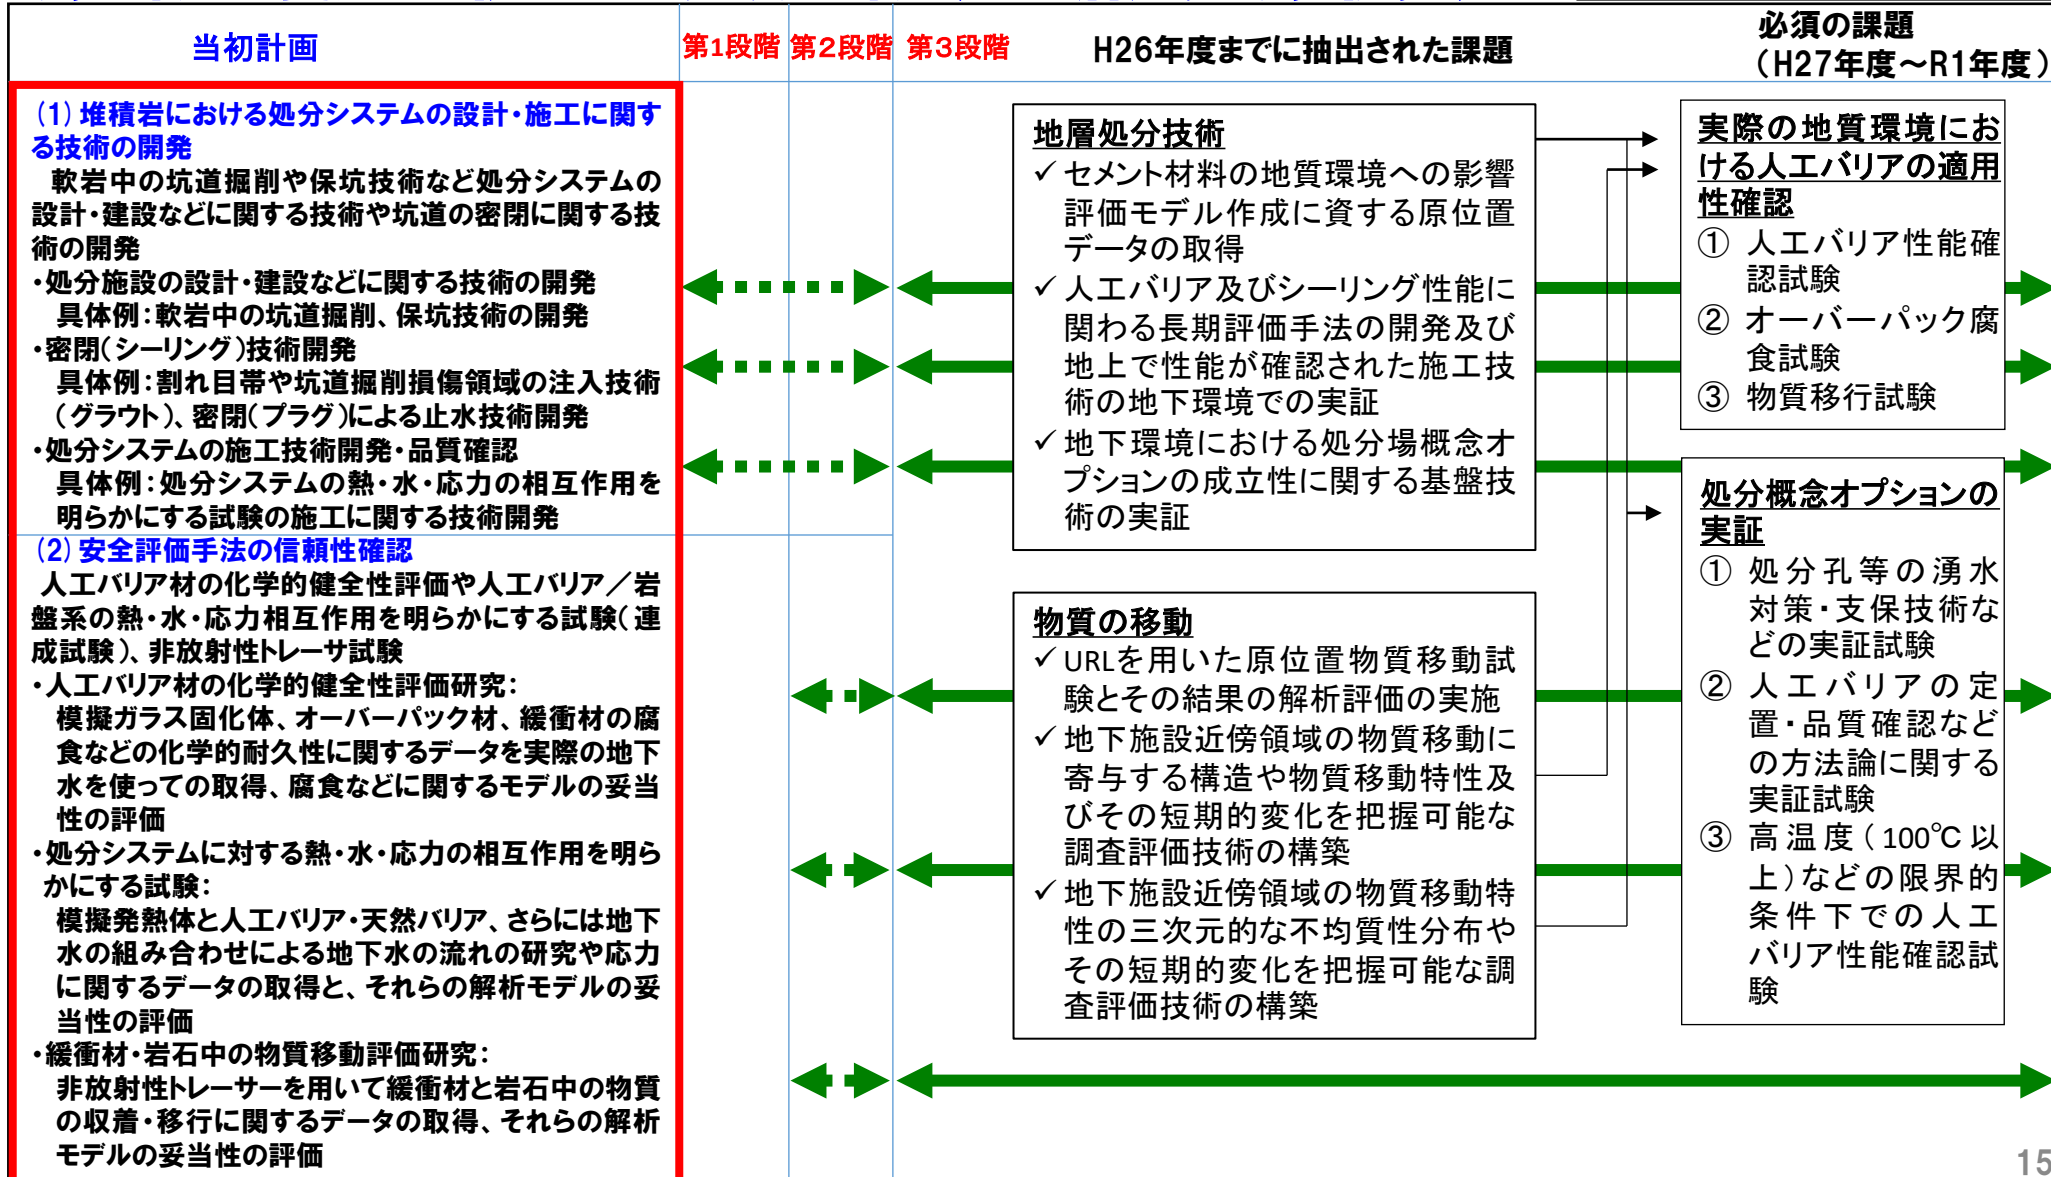 当初計画
第1段階
第2段階
第3段階
H26年度までに抽出された課題
必須の課題
（H27年度～R1年度）
(1) 堆積岩における処分システムの設計・施工に関す
る技術の開発
軟岩中の坑道掘削や保坑技術など処分システムの
設計・建設などに関する技術や坑道の密閉に関する技
術の開発
・処分施設の設計・建設などに関する技術の開発
具体例：軟岩中の坑道掘削、保坑技術の開発
・密閉（シーリング）技術開発
具体例：割れ目帯や坑道掘削損傷領域の注入技術
（グラウト）、密閉（プラグ）による止水技術開発
・処分システムの施工技術開発・品質確認
具体例：処分システムの熱・水・応力の相互作用を
明らかにする試験の施工に関する技術開発
(2) 安全評価手法の信頼性確認
人工バリア材の化学的健全性評価や人工バリア／岩
盤系の熱・水・応力相互作用を明らかにする試験（連
成試験）、非放射性トレーサ試験
・人工バリア材の化学的健全性評価研究：
模擬ガラス固化体、オーバーパック材、緩衝材の腐
食などの化学的耐久性に関するデータを実際の地下
水を使っての取得、腐食などに関するモデルの妥当
性の評価
・処分システムに対する熱・水・応力の相互作用を明ら
かにする試験：
模擬発熱体と人工バリア・天然バリア、さらには地下
水の組み合わせによる地下水の流れの研究や応力
に関するデータの取得と、それらの解析モデルの妥
当性の評価
・緩衝材・岩石中の物質移動評価研究：
非放射性トレーサーを用いて緩衝材と岩石中の物質
の収着・移行に関するデータの取得、それらの解析
モデルの妥当性の評価
地層処分技術
✓ セメント材料の地質環境への影響
評価モデル作成に資する原位置
データの取得
✓ 人工バリア及びシーリング性能に
関わる長期評価手法の開発及び
地上で性能が確認された施工技
術の地下環境での実証
✓ 地下環境における処分場概念オ
プションの成立性に関する基盤技
術の実証
物質の移動
✓ URLを用いた原位置物質移動試
験とその結果の解析評価の実施
✓ 地下施設近傍領域の物質移動に
寄与する構造や物質移動特性及
びその短期的変化を把握可能な
調査評価技術の構築
✓ 地下施設近傍領域の物質移動特
性の三次元的な不均質性分布や
その短期的変化を把握可能な調
査評価技術の構築
実際の地質環境にお
ける人工バリアの適用
性確認
① 人工バリア性能確
認試験
② オーバーパック腐
食試験
③ 物質移行試験
処分概念オプションの
実証
① 処分孔等の湧水
対策・支保技術な
どの実証試験
② 人工バリアの定
置・品質確認など
の方法論に関する
実証試験
③ 高温度（100℃以
上）などの限界的
条件下での人工
バリア性能確認試
験
15